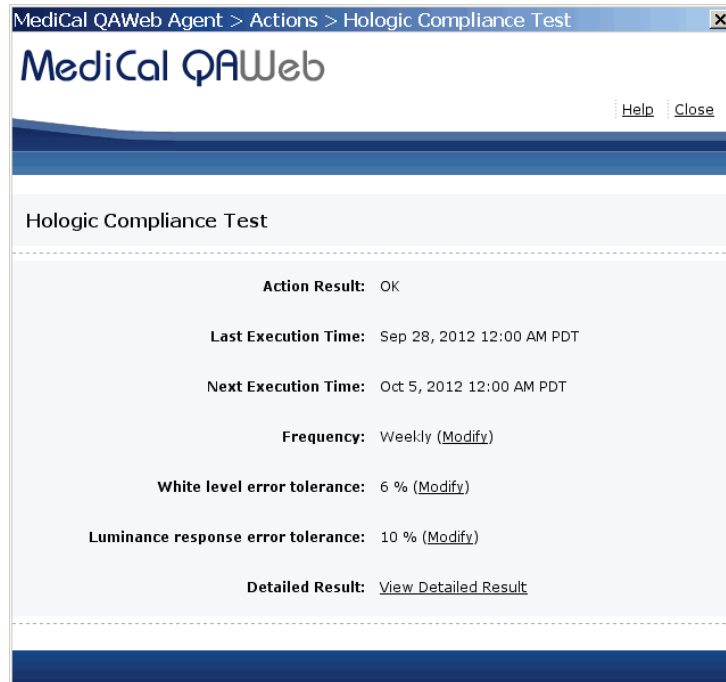 MediCal QAWeb Agent > Actions > Hologic Compliance Test
MediCal QAWeb
Help Close
Hologic Compliance Test
Action Result: OK
Last Execution Time: Sep 28, 2012 12:00 AM PDT
Next Execution Time: Oct 5, 2012 12:00 AM PDT
Frequency: Weekly (Modify)
White level error tolerance: 6 % (Modify)
Luminance response error tolerance: 10 % (Modify)
Detailed Result: View Detailed Result